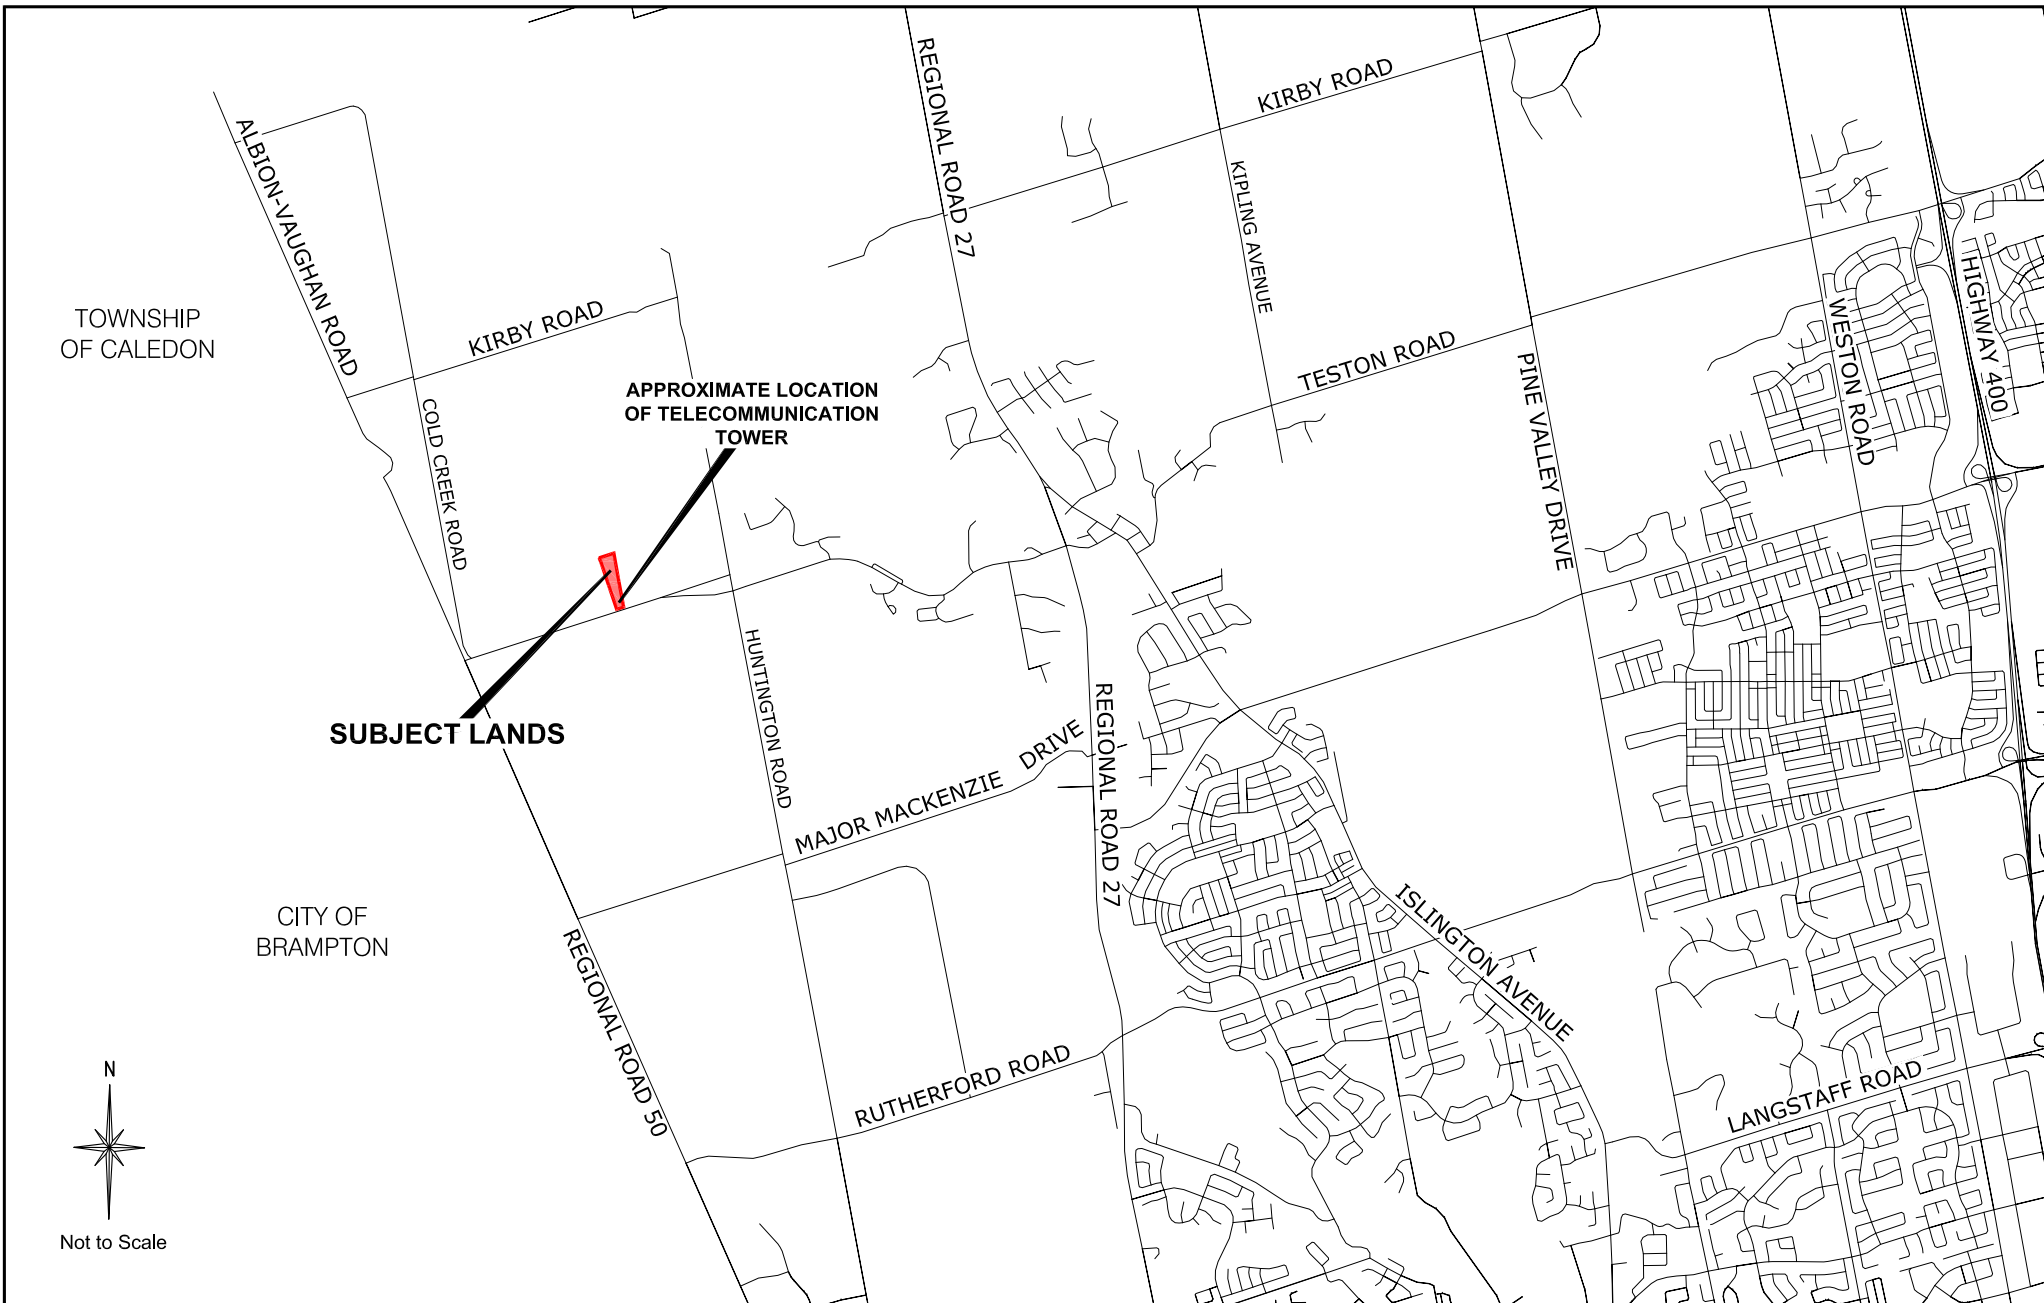 REGIONAL ROAD 27
KIRBY ROAD
ALBION-VAUGHAN ROAD
KIPLING AVENUE
HIGHWAY 400
TOWNSHIP
OF CALEDON
KIRBY ROAD
WESTON ROAD
TESTON ROAD
PINE VALLEY DRIVE
APPROXIMATE LOCATION
OF TELECOMMUNICATION
TOWER
COLD CREEK ROAD
HUNTINGTON ROAD
SUBJECT LANDS
REGIONAL ROAD 27
MAJOR MACKENZIE DRIVE
ISLINGTON AVENUE
CITY OF
BRAMPTON
REGIONAL ROAD 50
RUTHERFORD ROAD
LANGSTAFF ROAD
N
Not to Scale